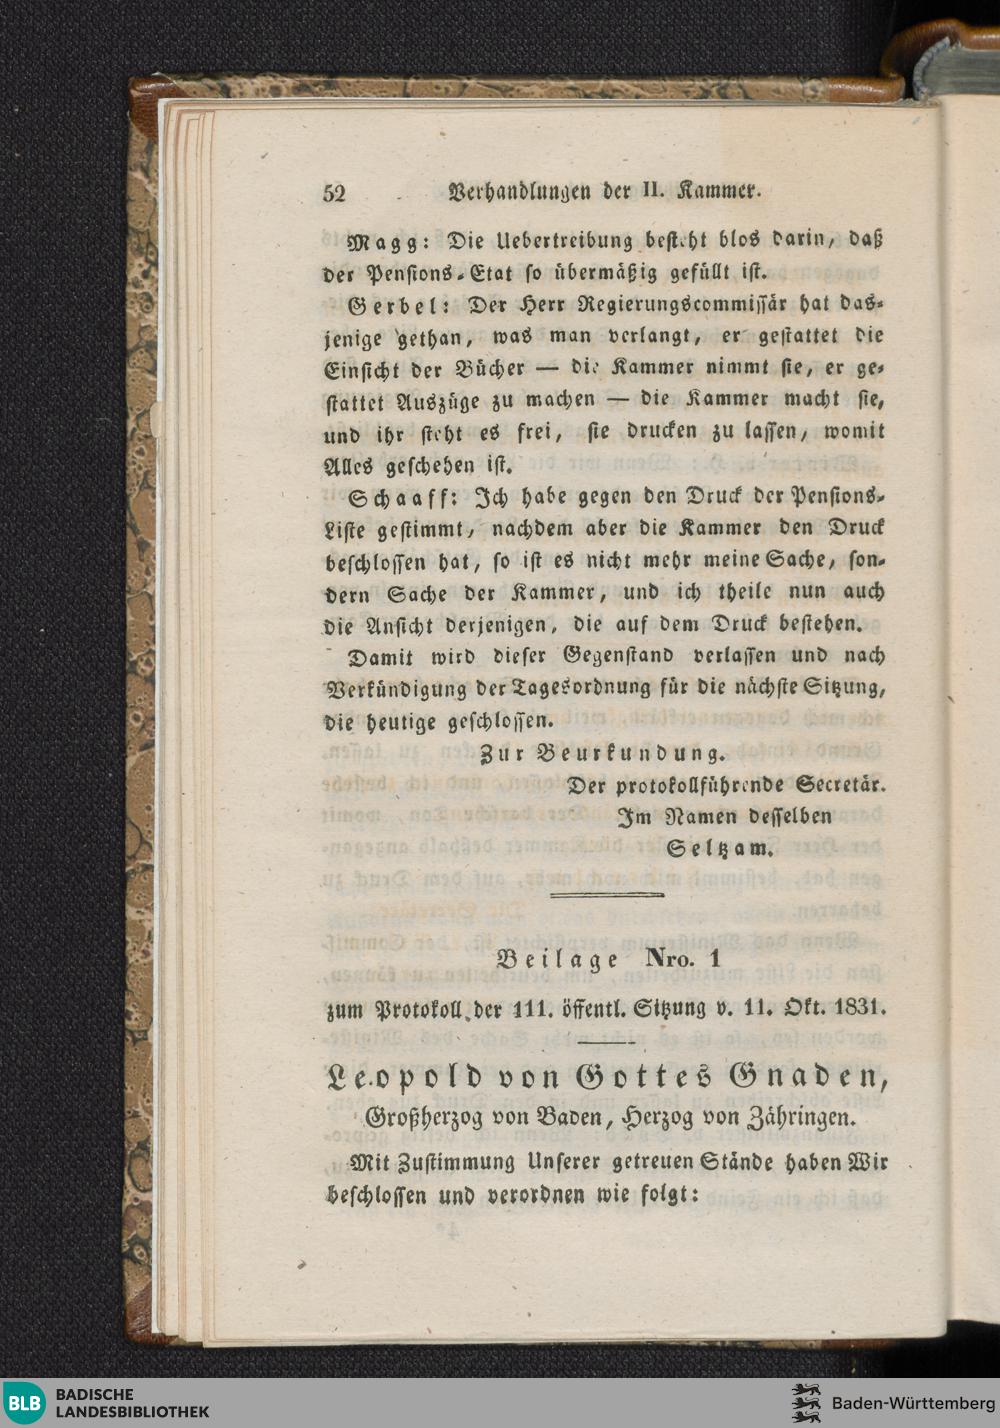 52 Verhandlungen der II. Kammer.
Magg: Die Uebertreibung besteht blos darin, daß
der Pensions-Etat so übermäßig gefüllt ist.
Gerbel: Der Herr Regierungscommissär hat das-
jenige gethan, was man verlangt, er gestattet die
Einsicht der Bücher — die Kammer nimmt sie, er ge-
stattet Auszüge zu machen — die Kammer macht sie,
und ihr steht es frei, sie drucken zu lassen, womit
Alles geschehen ist.
Schaaff: Ich habe gegen den Druck der Pensions-
Liste gestimmt, nachdem aber die Kammer den Druck
beschlossen hat, so ist es nicht mehr meine Sache, son-
dern Sache der Kammer, und ich theile nun auch
die Ansicht derjenigen, die auf dem Druck bestehen.
Damit wird dieser Gegenstand verlassen und nach
Verkündigung der Tagesordnung für die nächste Sitzung,
die heutige geschlossen.
Zur Beurkundung.
Der protokollführende Secretär.
Im Namen desselben
Seltzam.
Beilage Nro. 1
zum Protokoll der 111. öffentl. Sitzung v. 11. Okt. 1831.
Leopold von Gottes Gnaden,
Großherzog von Baden, Herzog von Zähringen.
Mit Zustimmung Unserer getreuen Stände haben Wir
beschlossen und verordnen wie folgt:
BLB BADISCHE
LANDESBIBLIOTHEK
Baden-Württemberg